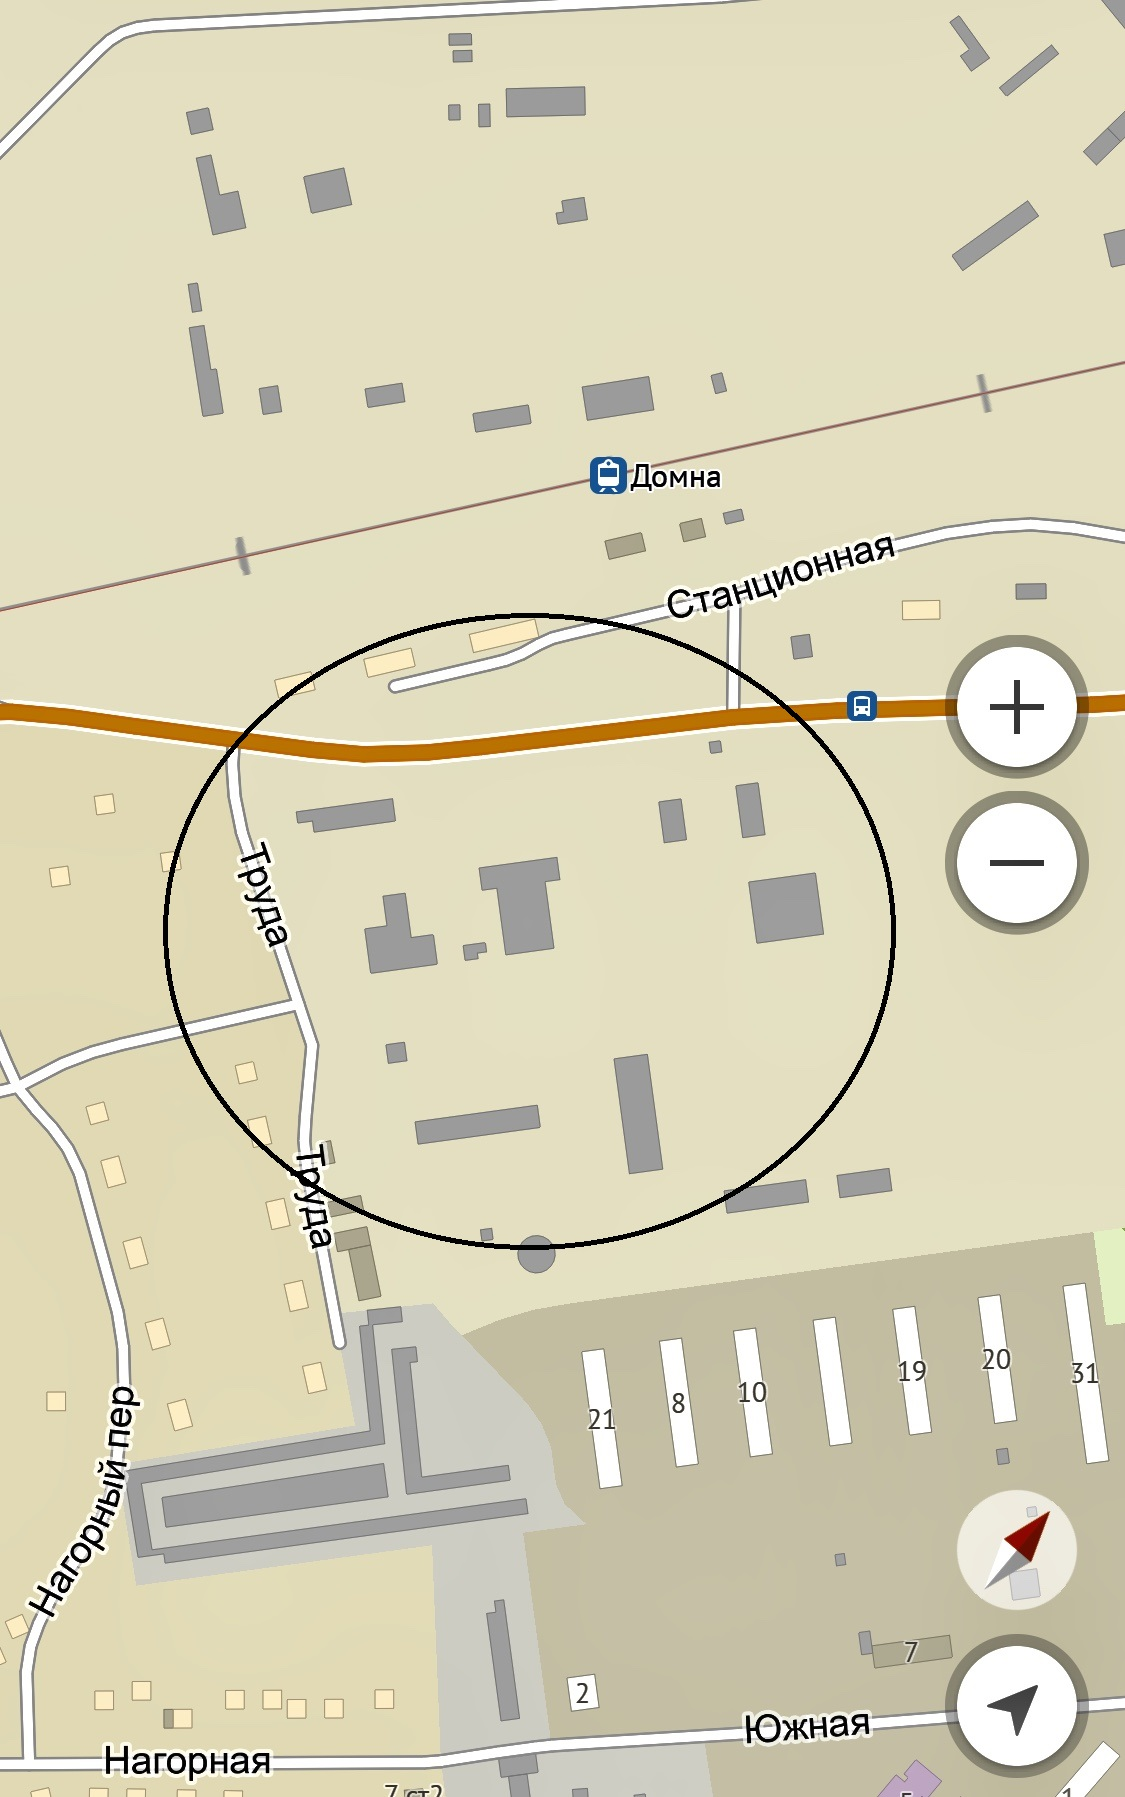 Домна
Станционная
Труда
Труда
19
20
31
10
8
21
Нагорный пер
7
2
Южная
Нагорная